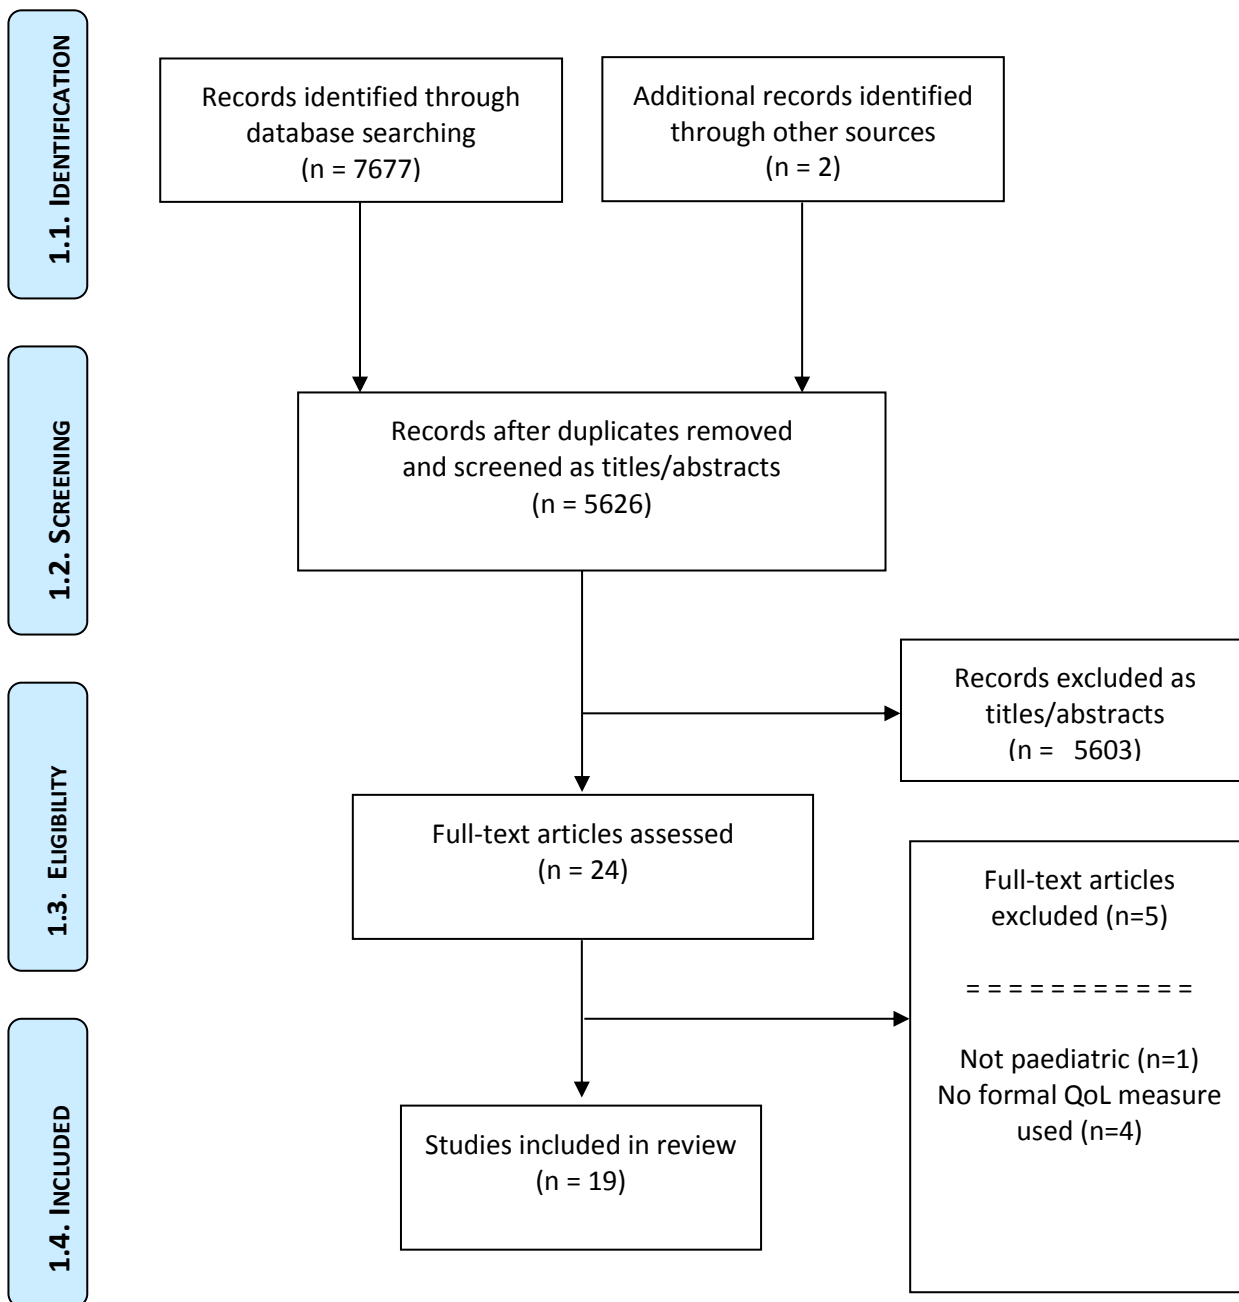 1.1. IDENTIFICATION
Records identified through
database searching
(n = 7677)
Additional records identified
through other sources
(n = 2)
1.2. SCREENING
Records after duplicates removed
and screened as titles/abstracts
(n = 5626)
Records excluded as
titles/abstracts
(n = 5603)
1.3. ELIGIBILITY
Full-text articles assessed
(n = 24)
Full-text articles
excluded (n=5)
= = = = = = = = = = =
Not paediatric (n=1)
No formal QoL measure
used (n=4)
1.4. INCLUDED
Studies included in review
(n = 19)